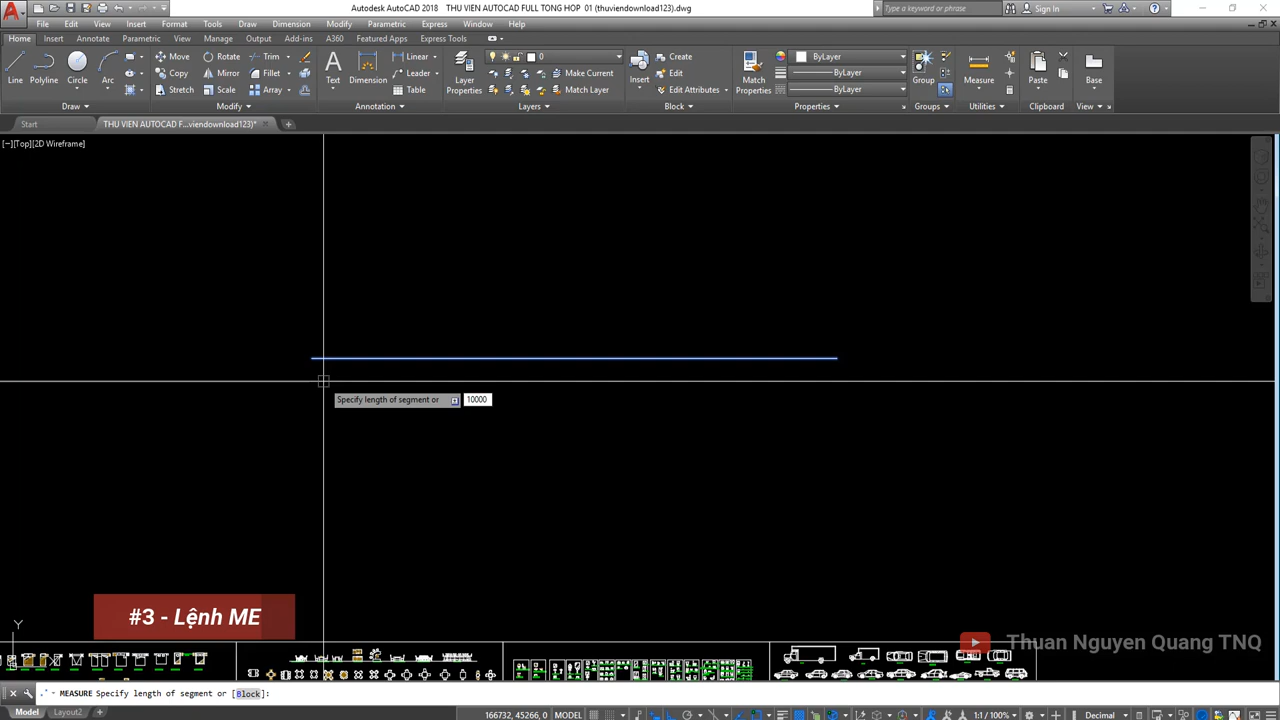 Autodesk AutoCAD 2018 THU VIEN AUTOCAD FULL TONG HOP 01 (thuviendownload123).dwg
Type a keyword or phrase
Sign In
File Edit View Insert Format Tools Draw Dimension Modify Parametric Express Window Help
Home Insert Annotate Parametric View Manage Output Add-ins A360 Featured Apps Express Tools
Line
Polyline
Circle
Arc
Move Rotate Trim
Copy Mirror Fillet
Stretch Scale Array
Text
Dimension
Linear
Leader
Table
Layer
Properties
0
Make Current
Match Layer
Insert
Create
Edit
Edit Attributes
Match
Properties
ByLayer
ByLayer
ByLayer
Group
Measure
Paste
Base
Draw Modify Annotation Layers Block Properties Groups Utilities Clipboard View
Start THU VIEN AUTOCAD F...viendownload123)*
[−][Top][2D Wireframe]
Specify length of segment or 10000
#3 - Lệnh ME
Thuan Nguyen Quang TNQ
Y
MEASURE Specify length of segment or [Block]:
Model Layout2
166732, 45266, 0 MODEL
1:1 / 100%
Decimal